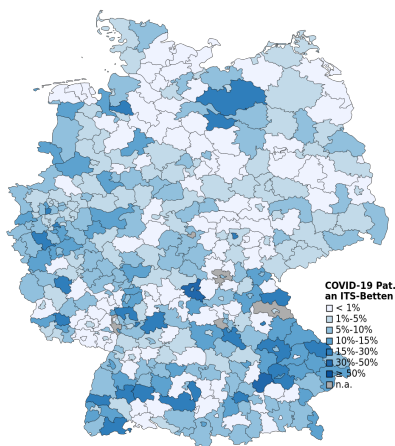 COVID-19 Pat.
an ITS-Betten
< 1%
1%-5%
5%-10%
10%-15%
15%-30%
30%-50%
≥ 50%
n.a.